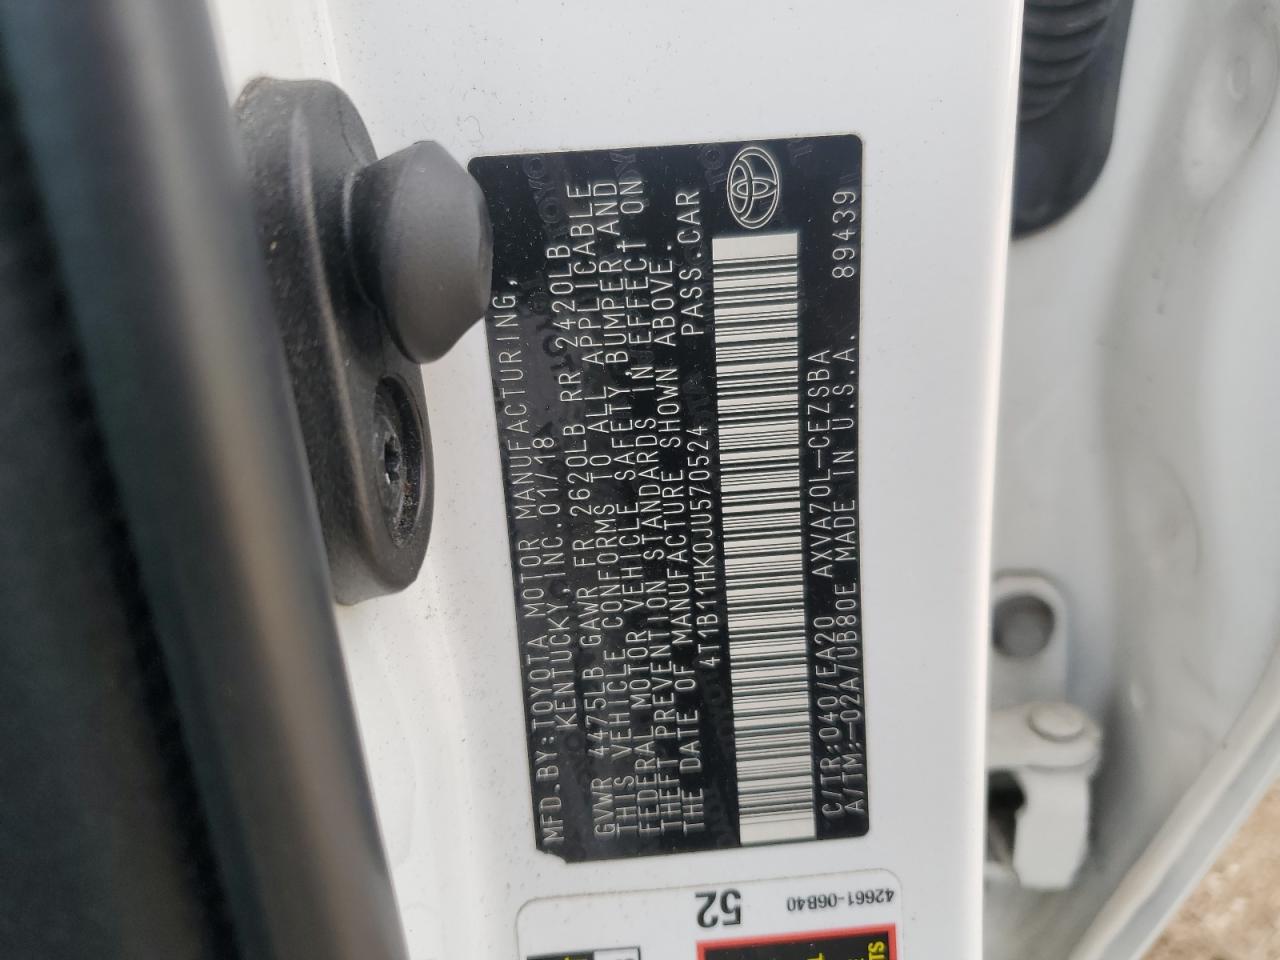 MFD.BY:TOYOTA MOTOR MANUFACTURING,
KENTUCKY,INC.01/18
GVWR 4475LB GAWR FR 2620LB RR 2420LB
THIS VEHICLE CONFORMS TO ALL APPLICABLE
FEDERAL MOTOR VEHICLE SAFETY,BUMPER,AND
THEFT PREVENTION STANDARDS IN EFFECT ON
THE DATE OF MANUFACTURE SHOWN ABOVE.
4T1B11HK0JU570524 PASS.CAR
C/TR:040/FA20 AXVA70L-CEZSBA
A/TM:-02A/UB80E MADE IN U.S.A. 89439
52
42661-06B40